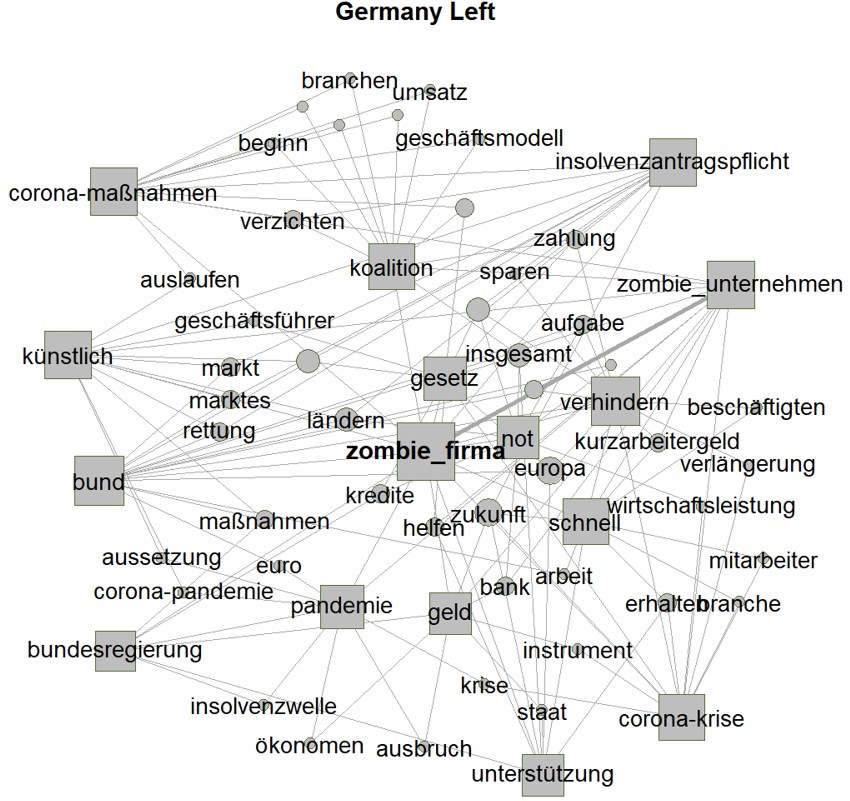 Germany Left
branchen
umsatz
beginn
geschäftsmodell
insolvenzantragspflicht
corona-maßnahmen
verzichten
zahlung
koalition
sparen
auslaufen
zombie_unternehmen
geschäftsführer
aufgabe
künstlich
insgesamt
markt
gesetz
marktes
verhindern
beschäftigten
ländern
rettung
not
kurzarbeitergeld
zombie_firma
verlängerung
europa
bund
kredite
wirtschaftsleistung
zukunft
maßnahmen
schnell
helfen
aussetzung
mitarbeiter
euro
arbeit
bank
corona-pandemie
pandemie
geld
erhalten
branche
bundesregierung
instrument
krise
insolvenzwelle
staat
corona-krise
ökonomen
ausbruch
unterstützung